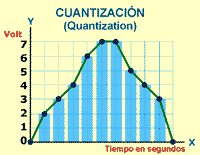 CUANTIZACIÓN
(Quantization)
Y
Volt
7
6
5
4
3
2
1
0
X
Tiempo en segundos